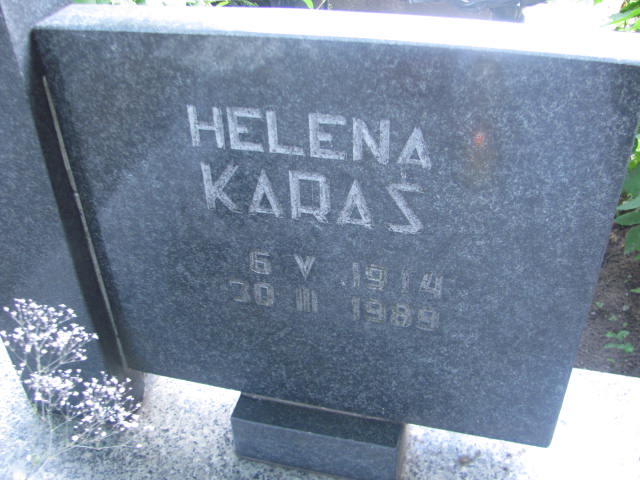 HELENA
KARAŚ
6 V 1914
30 III 1989